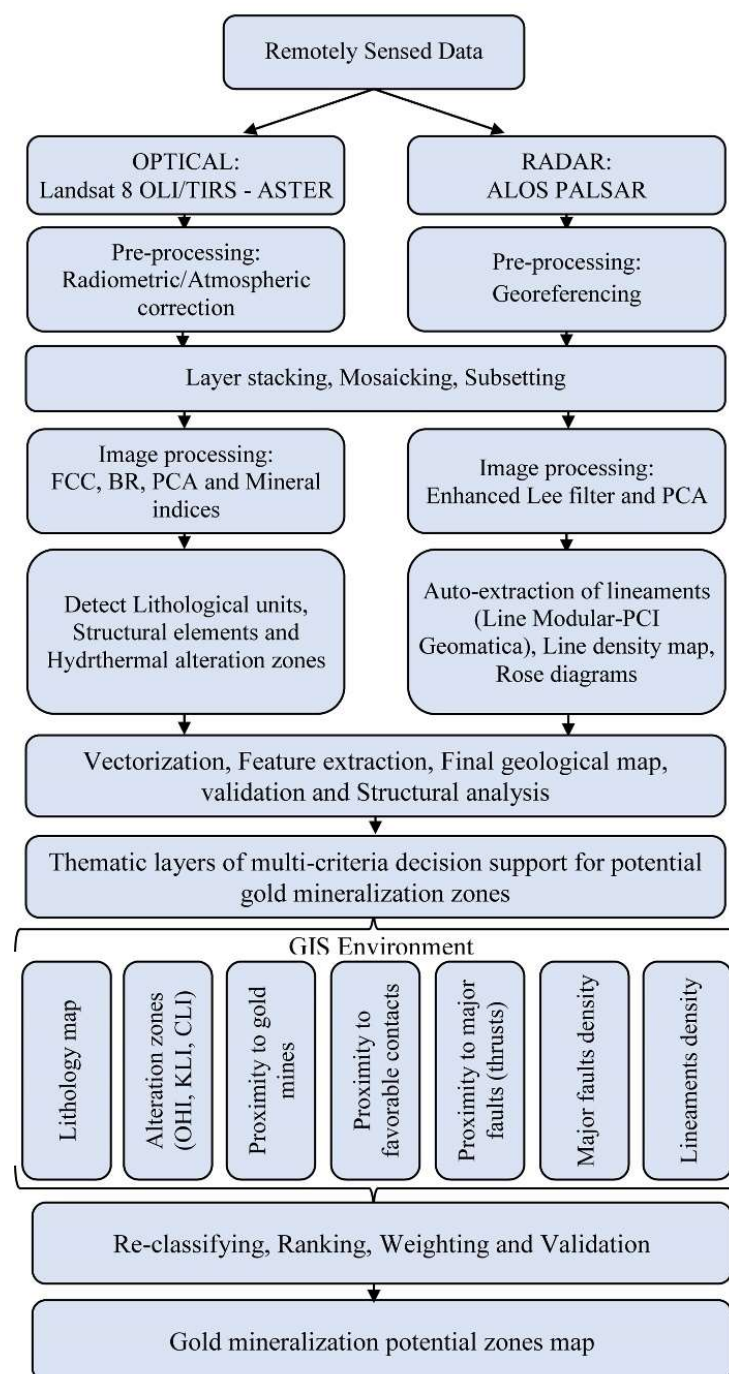 Remotely Sensed Data
OPTICAL:
Landsat 8 OLI/TIRS - ASTER
RADAR:
ALOS PALSAR
Pre-processing:
Radiometric/Atmospheric
correction
Pre-processing:
Georeferencing
Layer stacking, Mosaicking, Subsetting
Image processing:
FCC, BR, PCA and Mineral
indices
Image processing:
Enhanced Lee filter and PCA
Detect Lithological units,
Structural elements and
Hydrthermal alteration zones
Auto-extraction of lineaments
(Line Modular-PCI
Geomatica), Line density map,
Rose diagrams
Vectorization, Feature extraction, Final geological map,
validation and Structural analysis
Thematic layers of multi-criteria decision support for potential
gold mineralization zones
GIS Environment
Lithology map
Alteration zones
(OHI, KLI, CLI)
Proximity to gold
mines
Proximity to
favorable contacts
Proximity to major
faults (thrusts)
Major faults density
Lineaments density
Re-classifying, Ranking, Weighting and Validation
Gold mineralization potential zones map